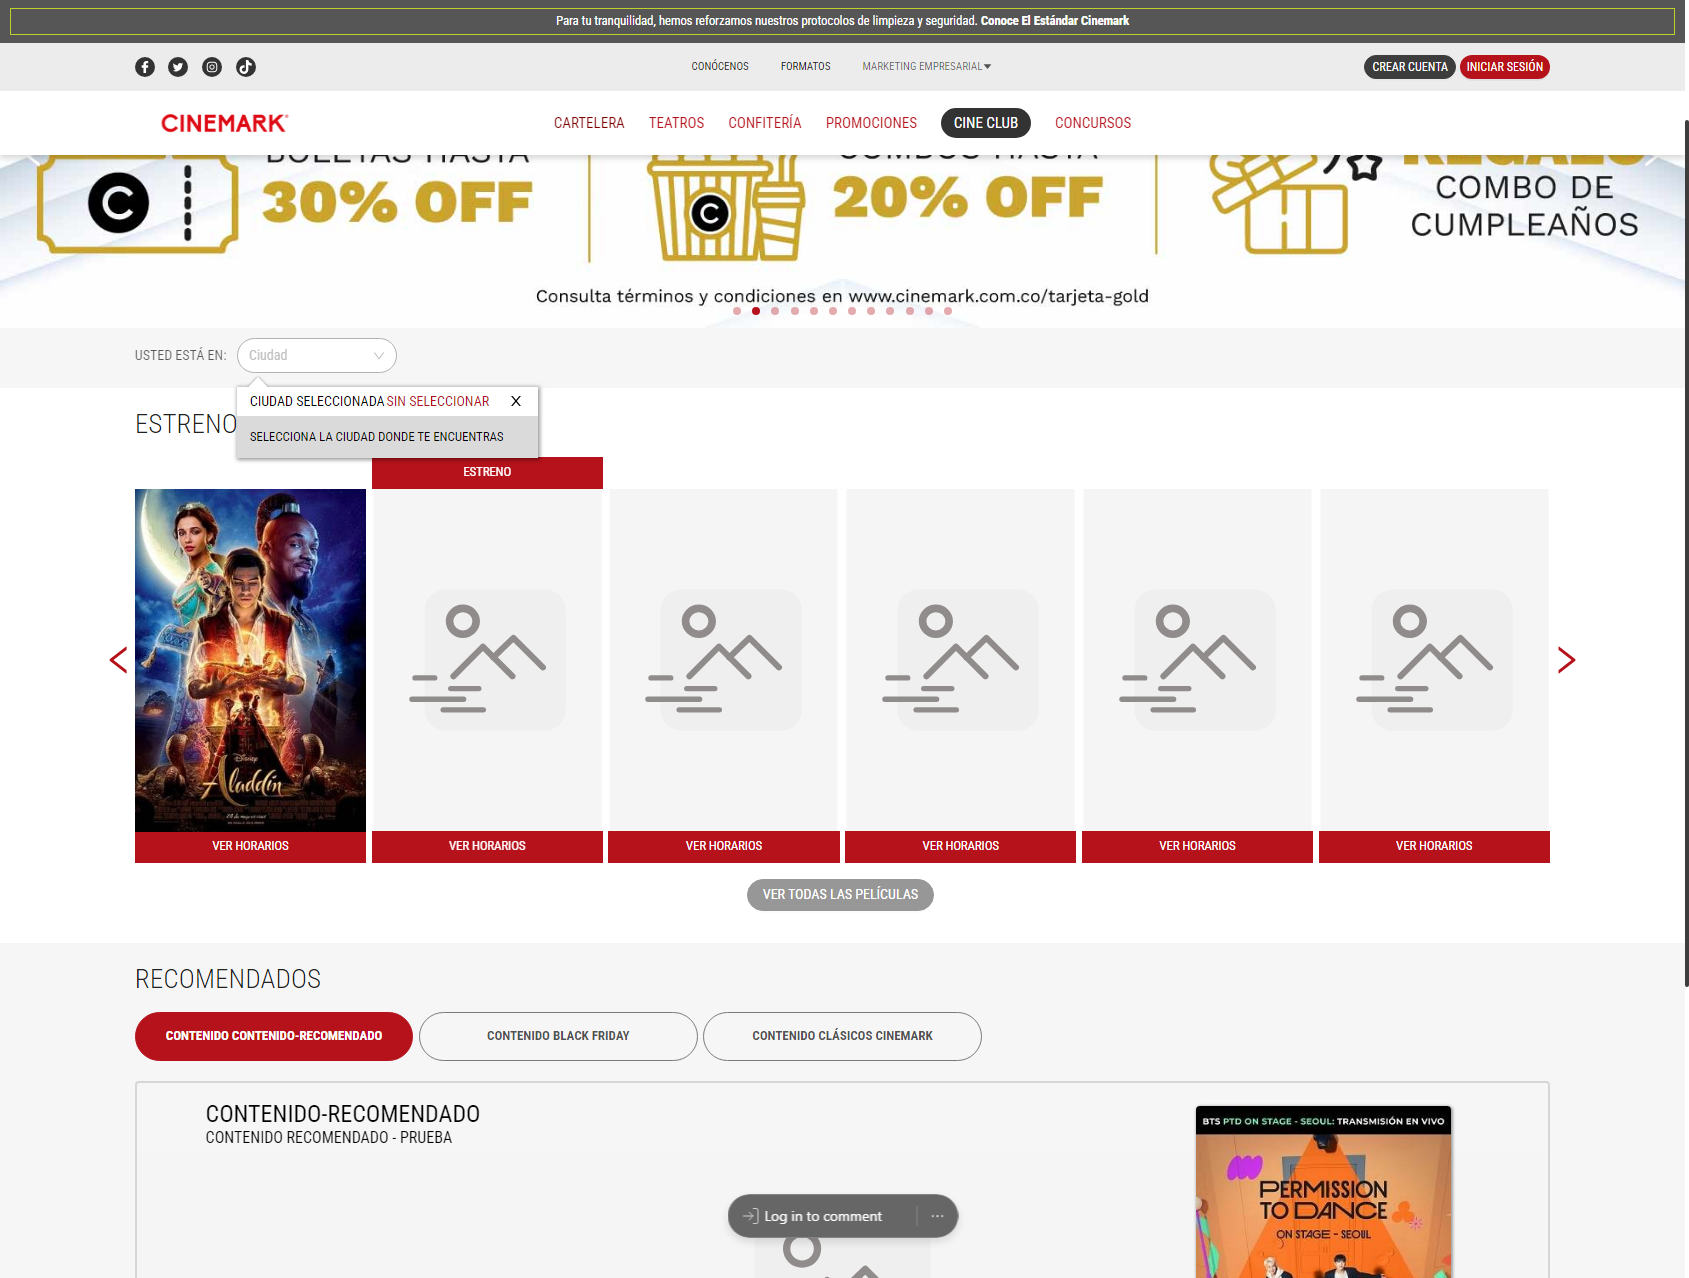 Para tu tranquilidad, hemos reforzamos nuestros protocolos de limpieza y seguridad. Conoce El Estándar Cinemark
CONÓCENOS FORMATOS MARKETING EMPRESARIAL CREAR CUENTA INICIAR SESIÓN
CINEMARK CARTELERA TEATROS CONFITERÍA PROMOCIONES CINE CLUB CONCURSOS
BOLETAS HASTA
30% OFF
COMBOS HASTA
20% OFF
REGALO
COMBO DE
CUMPLEAÑOS
Consulta términos y condiciones en www.cinemark.com.co/tarjeta-gold
USTED ESTÁ EN: Ciudad
CIUDAD SELECCIONADA SIN SELECCIONAR X
SELECCIONA LA CIUDAD DONDE TE ENCUENTRAS
ESTRENO
ESTRENO
Disney
Aladdin
VER HORARIOS VER HORARIOS VER HORARIOS VER HORARIOS VER HORARIOS VER HORARIOS
VER TODAS LAS PELÍCULAS
RECOMENDADOS
CONTENIDO CONTENIDO-RECOMENDADO CONTENIDO BLACK FRIDAY CONTENIDO CLÁSICOS CINEMARK
CONTENIDO-RECOMENDADO
CONTENIDO RECOMENDADO - PRUEBA
BTS PTD ON STAGE - SEOUL: TRANSMISIÓN EN VIVO
PERMISSION
TO DANCE
ON STAGE - SEOUL
Log in to comment